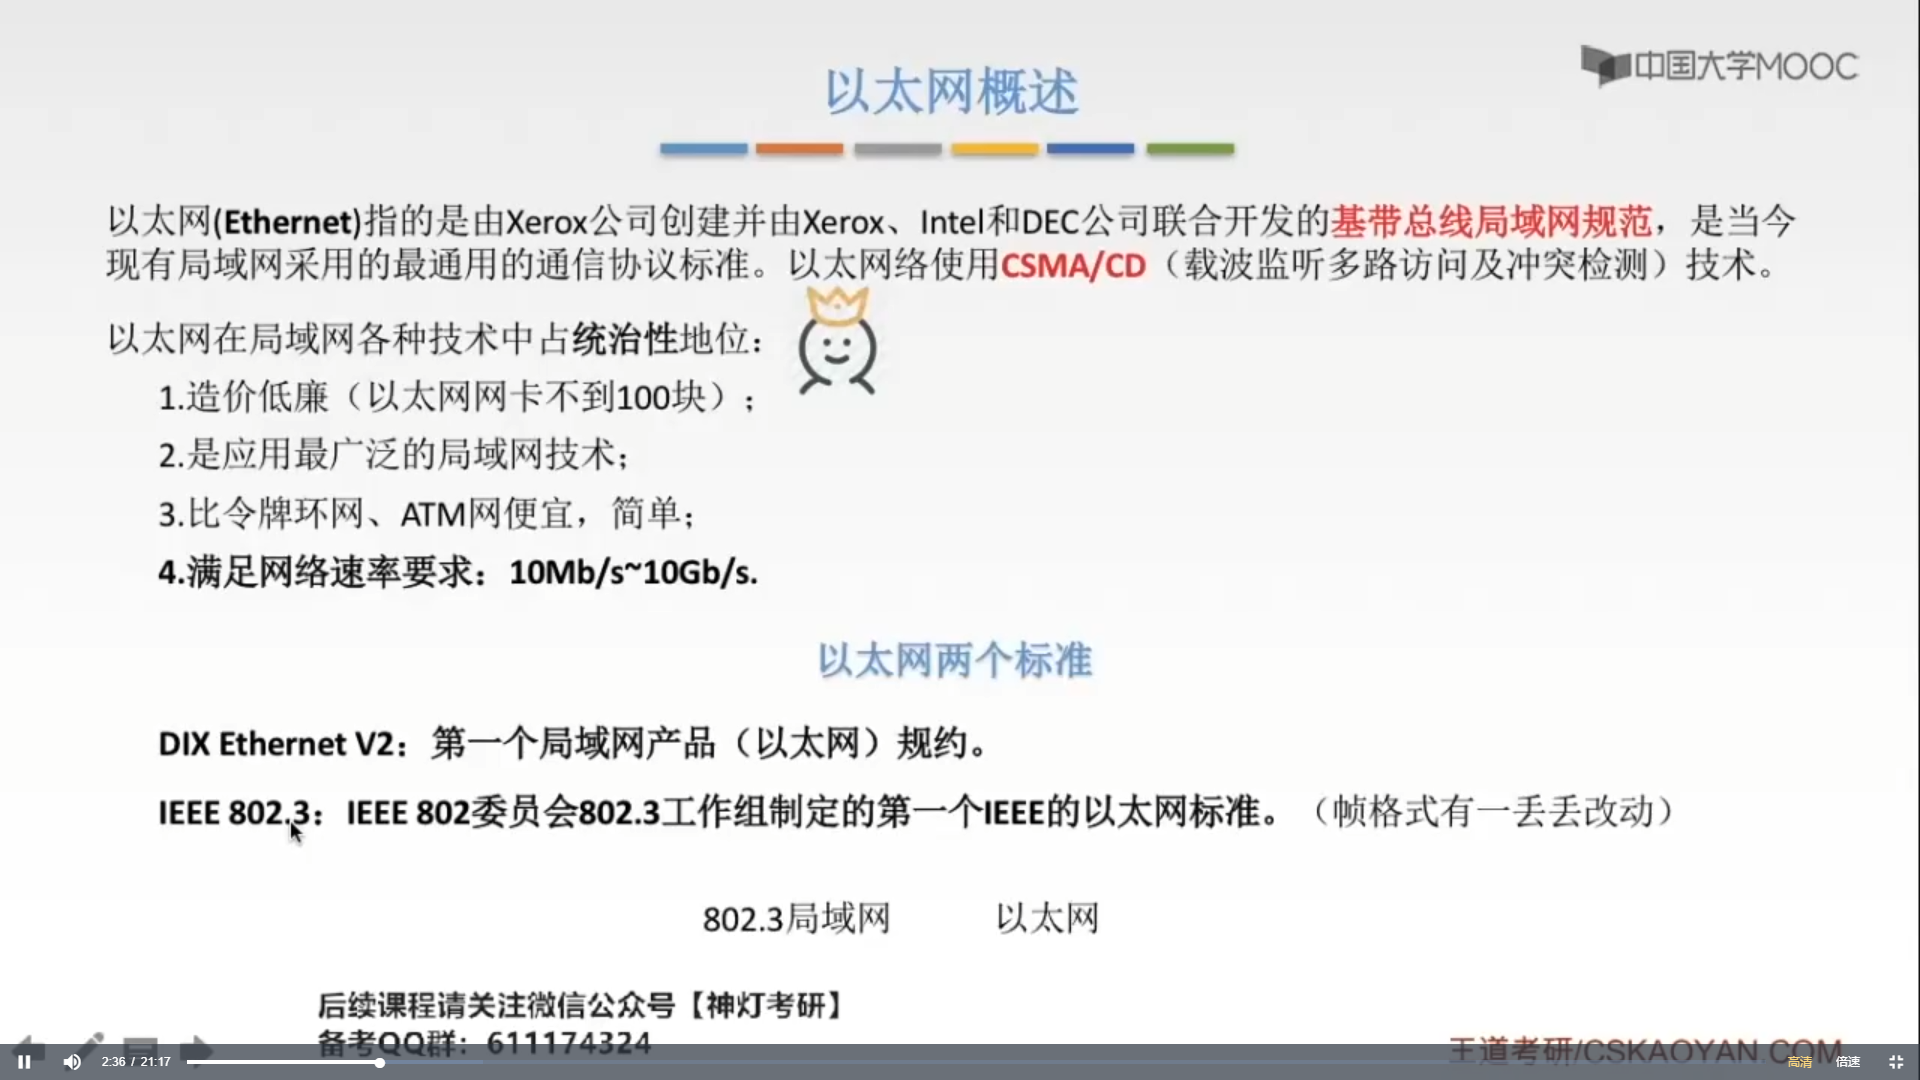 中国大学MOOC
以太网概述
以太网(Ethernet)指的是由Xerox公司创建并由Xerox、Intel和DEC公司联合开发的基带总线局域网规范，是当今
现有局域网采用的最通用的通信协议标准。以太网络使用CSMA/CD（载波监听多路访问及冲突检测）技术。
以太网在局域网各种技术中占统治性地位：
1.造价低廉（以太网网卡不到100块）；
2.是应用最广泛的局域网技术；
3.比令牌环网、ATM网便宜，简单；
4.满足网络速率要求：10Mb/s~10Gb/s.
以太网两个标准
DIX Ethernet V2：第一个局域网产品（以太网）规约。
IEEE 802.3：IEEE 802委员会802.3工作组制定的第一个IEEE的以太网标准。（帧格式有一丢丢改动）
802.3局域网 以太网
后续课程请关注微信公众号【神灯考研】
备考QQ群：611174324
王道考研/CSKAOYAN.COM
2:36 / 21:17 高清 倍速